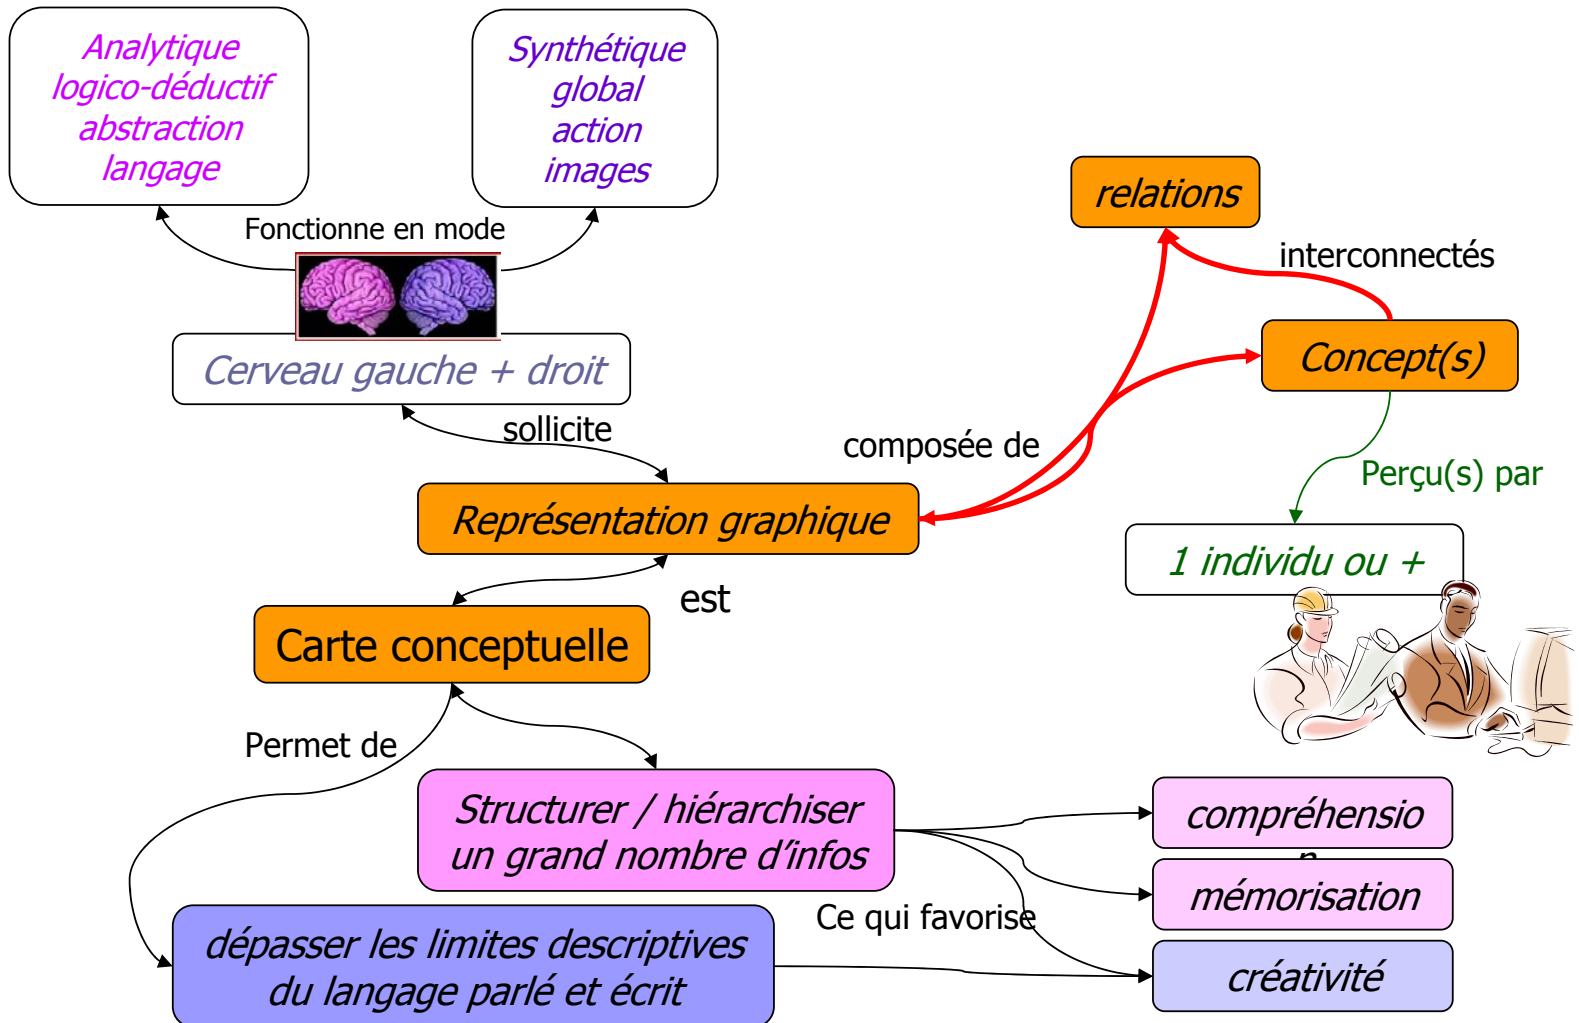 Analytique
logico-déductif
abstraction
langage
Synthétique
global
action
images
Fonctionne en mode
relations
interconnectés
Cerveau gauche + droit
Concept(s)
sollicite
composée de
Perçu(s) par
Représentation graphique
1 individu ou +
est
Carte conceptuelle
Permet de
Structurer / hiérarchiser
un grand nombre d’infos
compréhensio
n
mémorisation
Ce qui favorise
dépasser les limites descriptives
du langage parlé et écrit
créativité